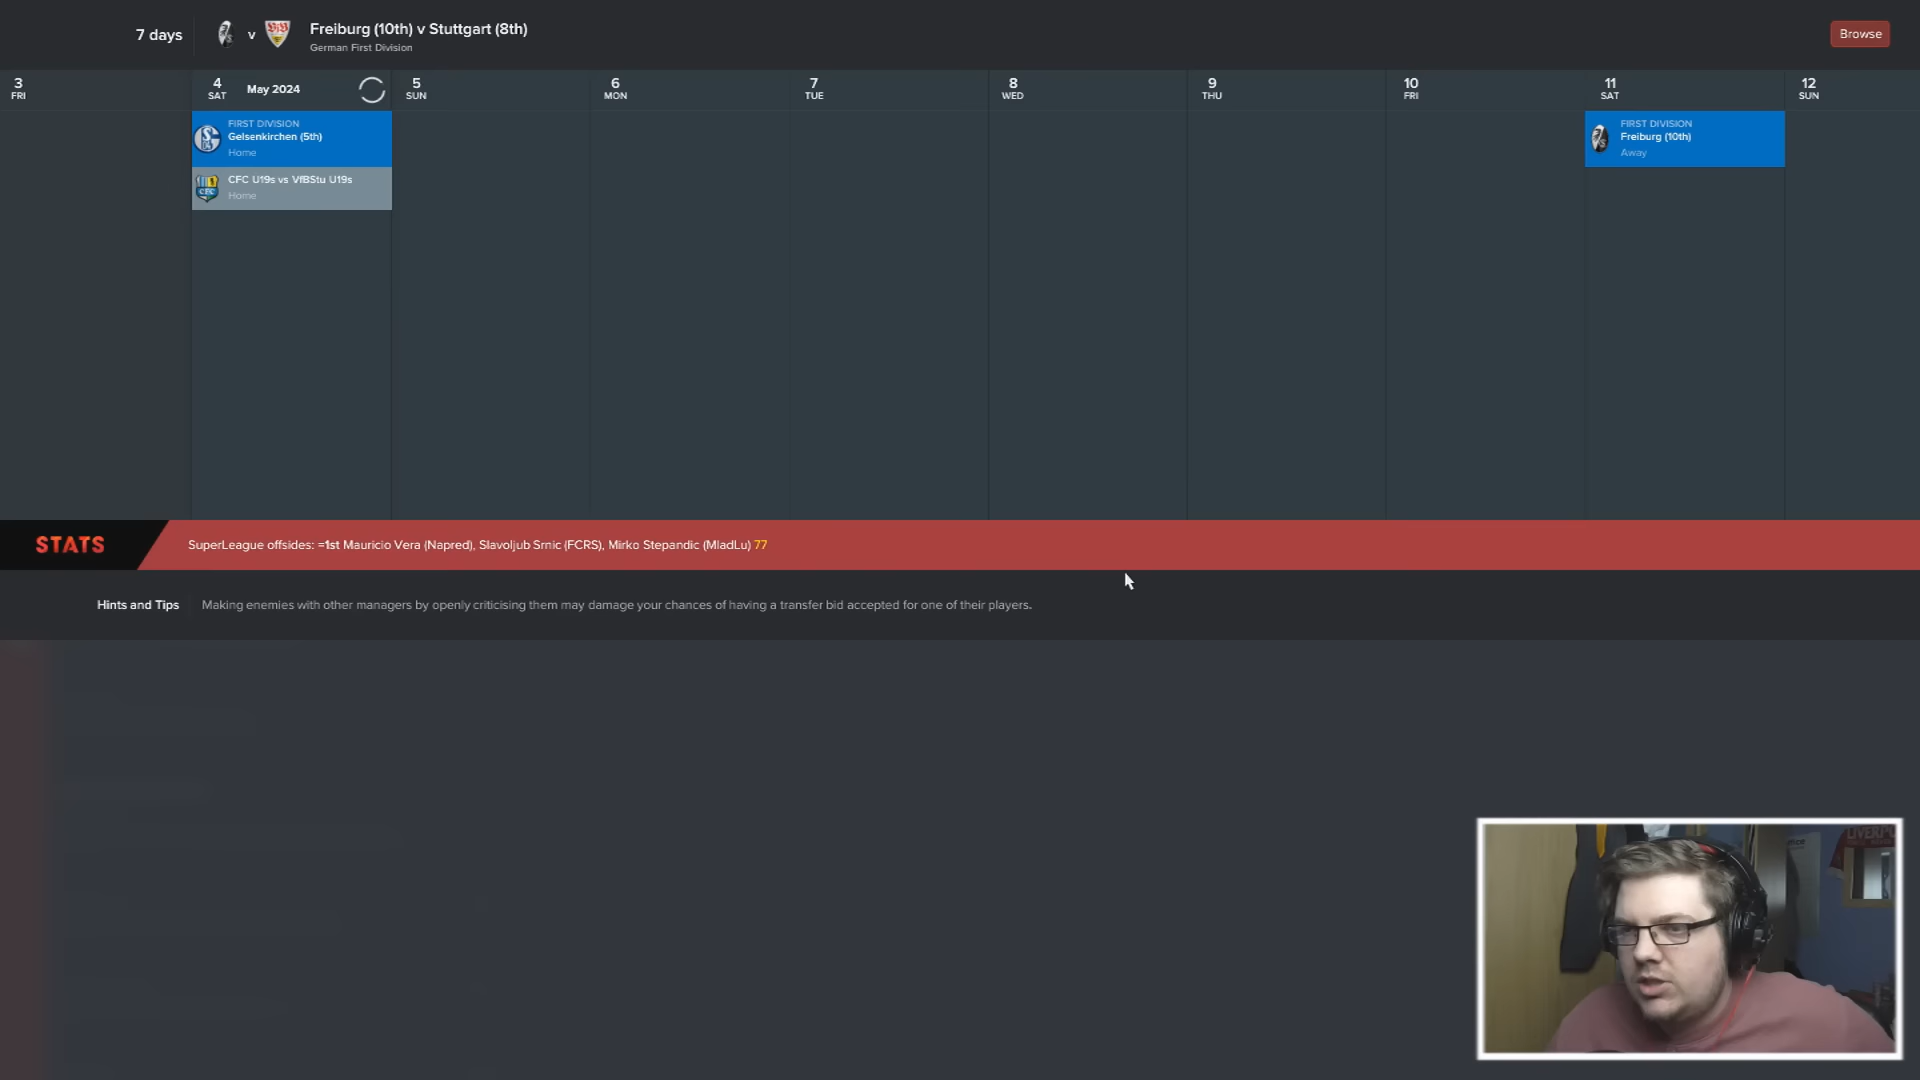 7 days
v
Freiburg (10th) v Stuttgart (8th)
German First Division
Browse
3
FRI
4
SAT
May 2024
5
SUN
6
MON
7
TUE
8
WED
9
THU
10
FRI
11
SAT
12
SUN
FIRST DIVISION
Gelsenkirchen (5th)
Home
CFC U19s vs VfBStu U19s
Home
FIRST DIVISION
Freiburg (10th)
Away
STATS
SuperLeague offsides: =1st Mauricio Vera (Napred), Slavoljub Srnic (FCRS), Mirko Stepandic (MladLu) 77
Hints and Tips
Making enemies with other managers by openly criticising them may damage your chances of having a transfer bid accepted for one of their players.